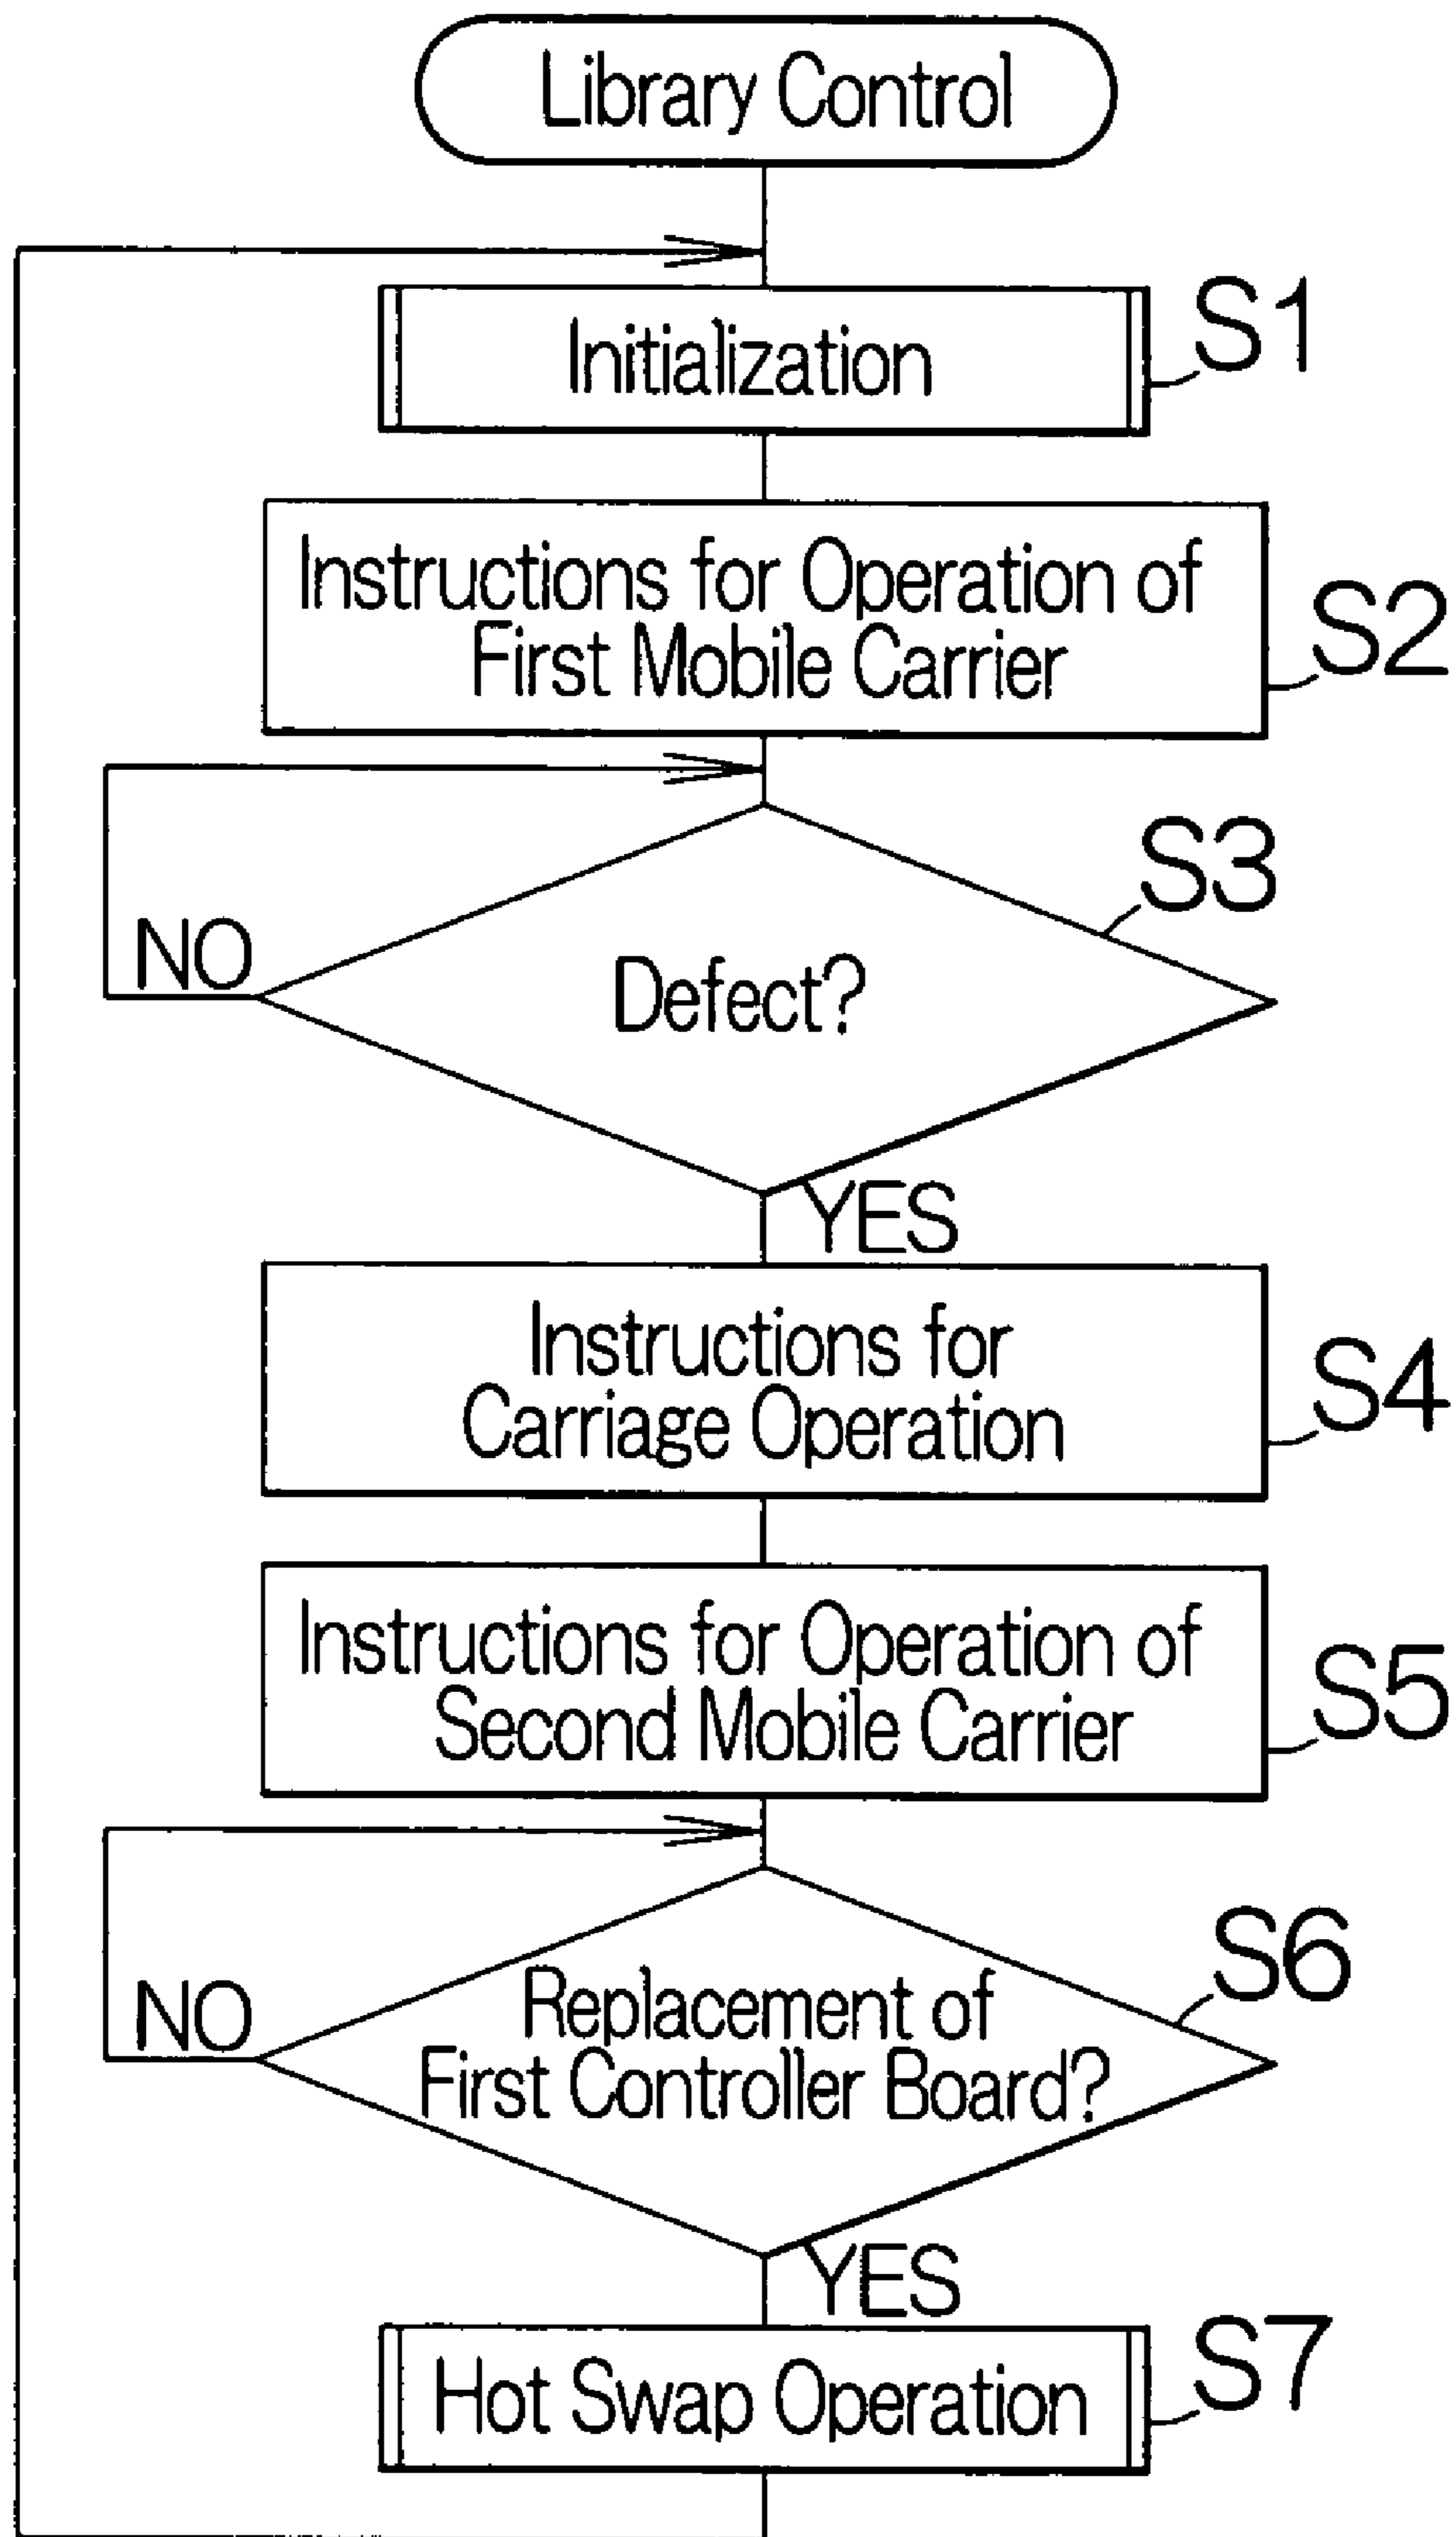 Library Control
Initialization
S1
Instructions for Operation of
First Mobile Carrier
S2
S3
NO
Defect?
YES
Instructions for
Carriage Operation
S4
Instructions for Operation of
Second Mobile Carrier
S5
S6
NO
Replacement of
First Controller Board?
YES
Hot Swap Operation
S7